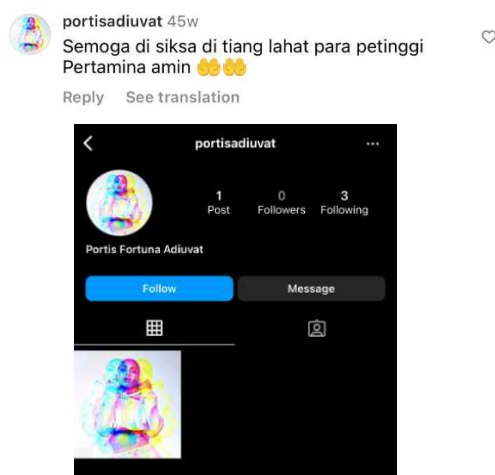 portisadiuvat 45w
Semoga di siksa di tiang lahat para petinggi
Pertamina amin 🤲🤲
Reply See translation
portisadiuvat
1 0 3
Post Followers Following
Portis Fortuna Adiuvat
Follow Message